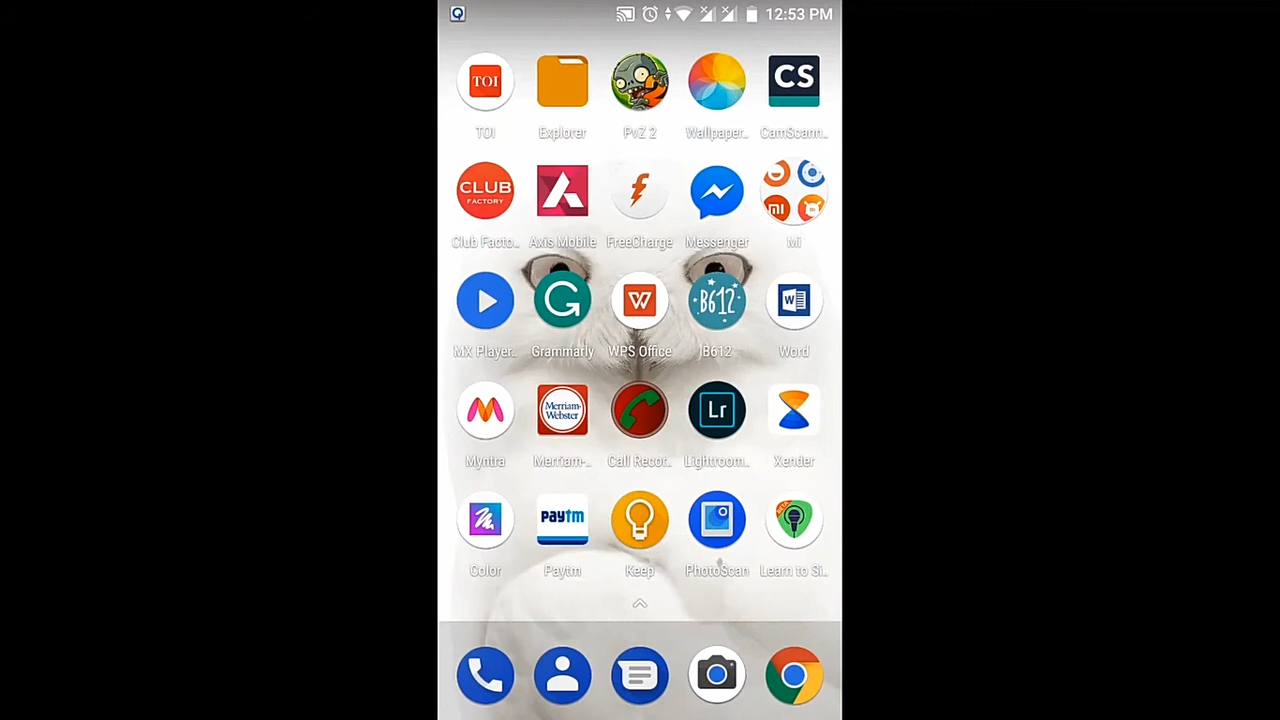 12:53 PM
TOI
CS
TOI Explorer PvZ 2 Wallpaper.. CamScann..
CLUB
FACTORY
mi
Club Facto.. Axis Mobile FreeCharge Messenger Mi
G W B612 W
MX Player.. Grammarly WPS Office B612 Word
Merriam-
Webster
Lr
Myntra Merriam-.. Call Recor.. Lightroom.. Xender
paytm
BETA
Color Paytm Keep PhotoScan Learn to Si..